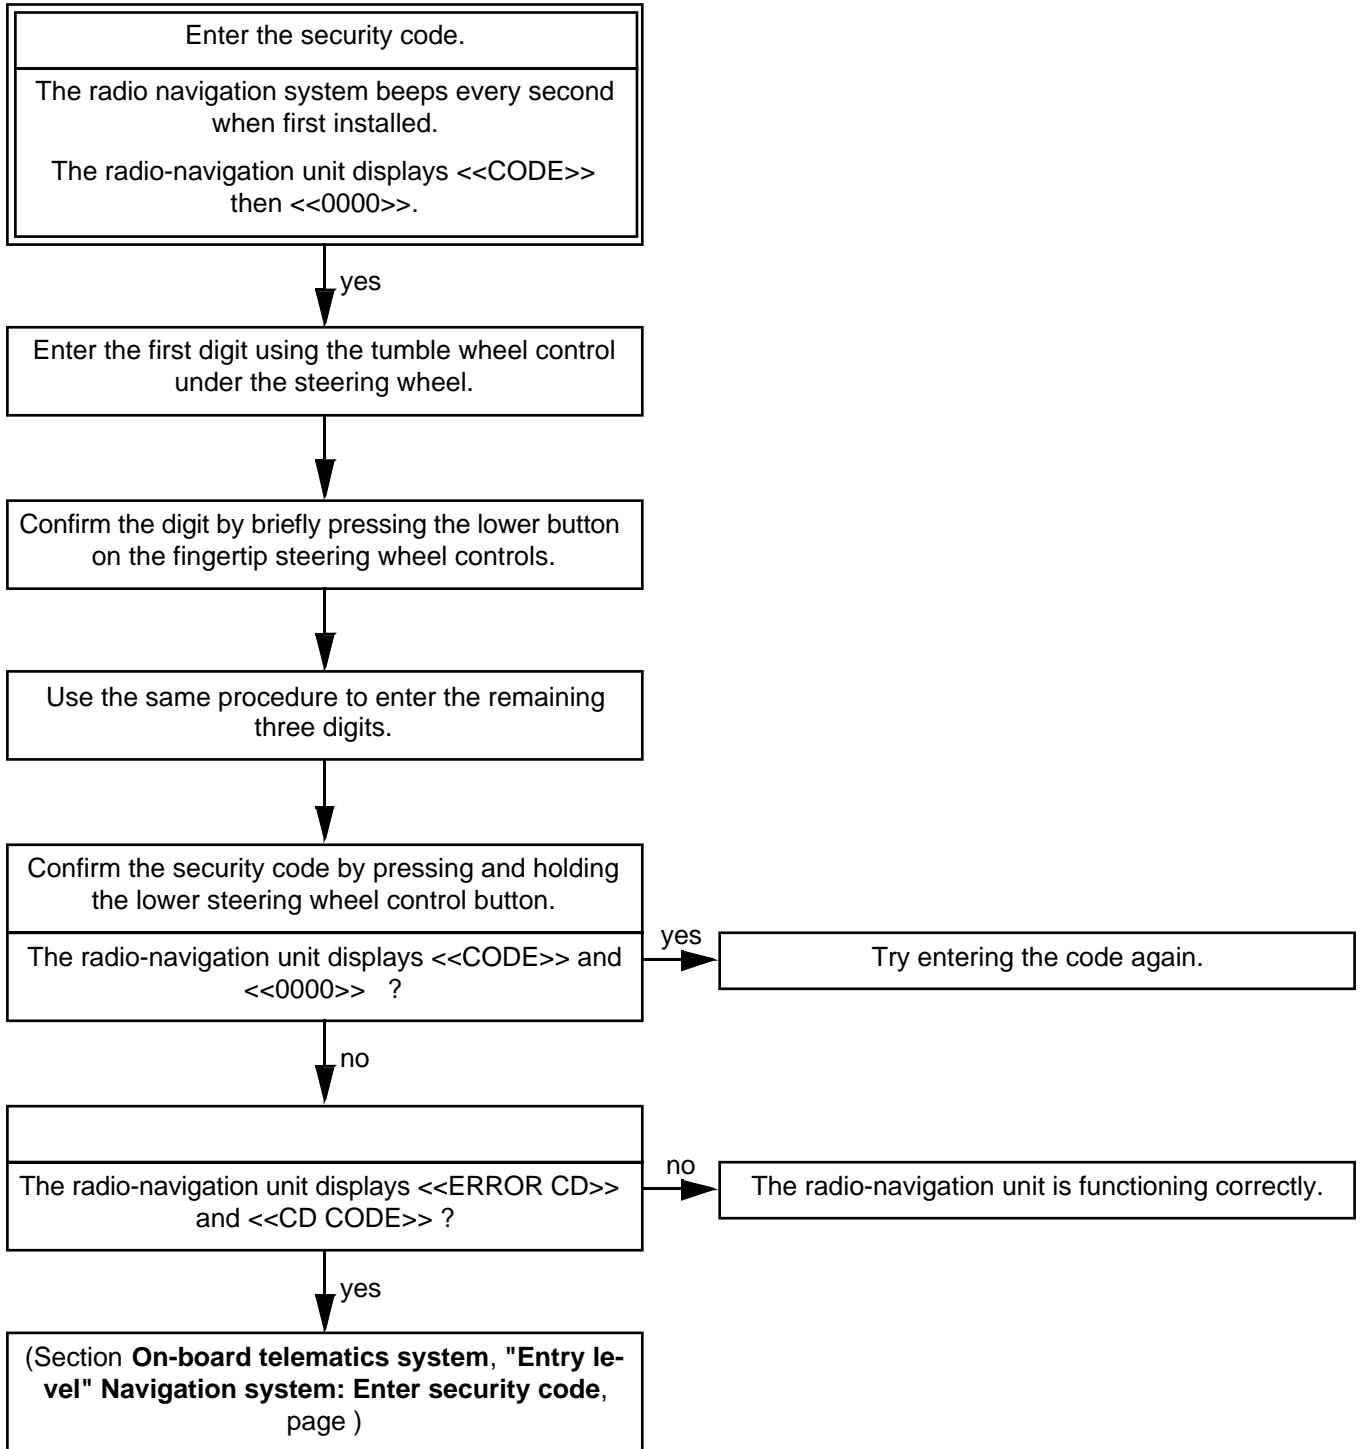 Enter the security code.
The radio navigation system beeps every second
when first installed.
The radio-navigation unit displays <<CODE>>
then <<0000>>.
yes
Enter the first digit using the tumble wheel control
under the steering wheel.
Confirm the digit by briefly pressing the lower button
on the fingertip steering wheel controls.
Use the same procedure to enter the remaining
three digits.
Confirm the security code by pressing and holding
the lower steering wheel control button.
The radio-navigation unit displays <<CODE>> and
<<0000>> ?
yes
Try entering the code again.
no
The radio-navigation unit displays <<ERROR CD>>
and <<CD CODE>> ?
no
The radio-navigation unit is functioning correctly.
yes
(Section On-board telematics system, "Entry le-
vel" Navigation system: Enter security code,
page )